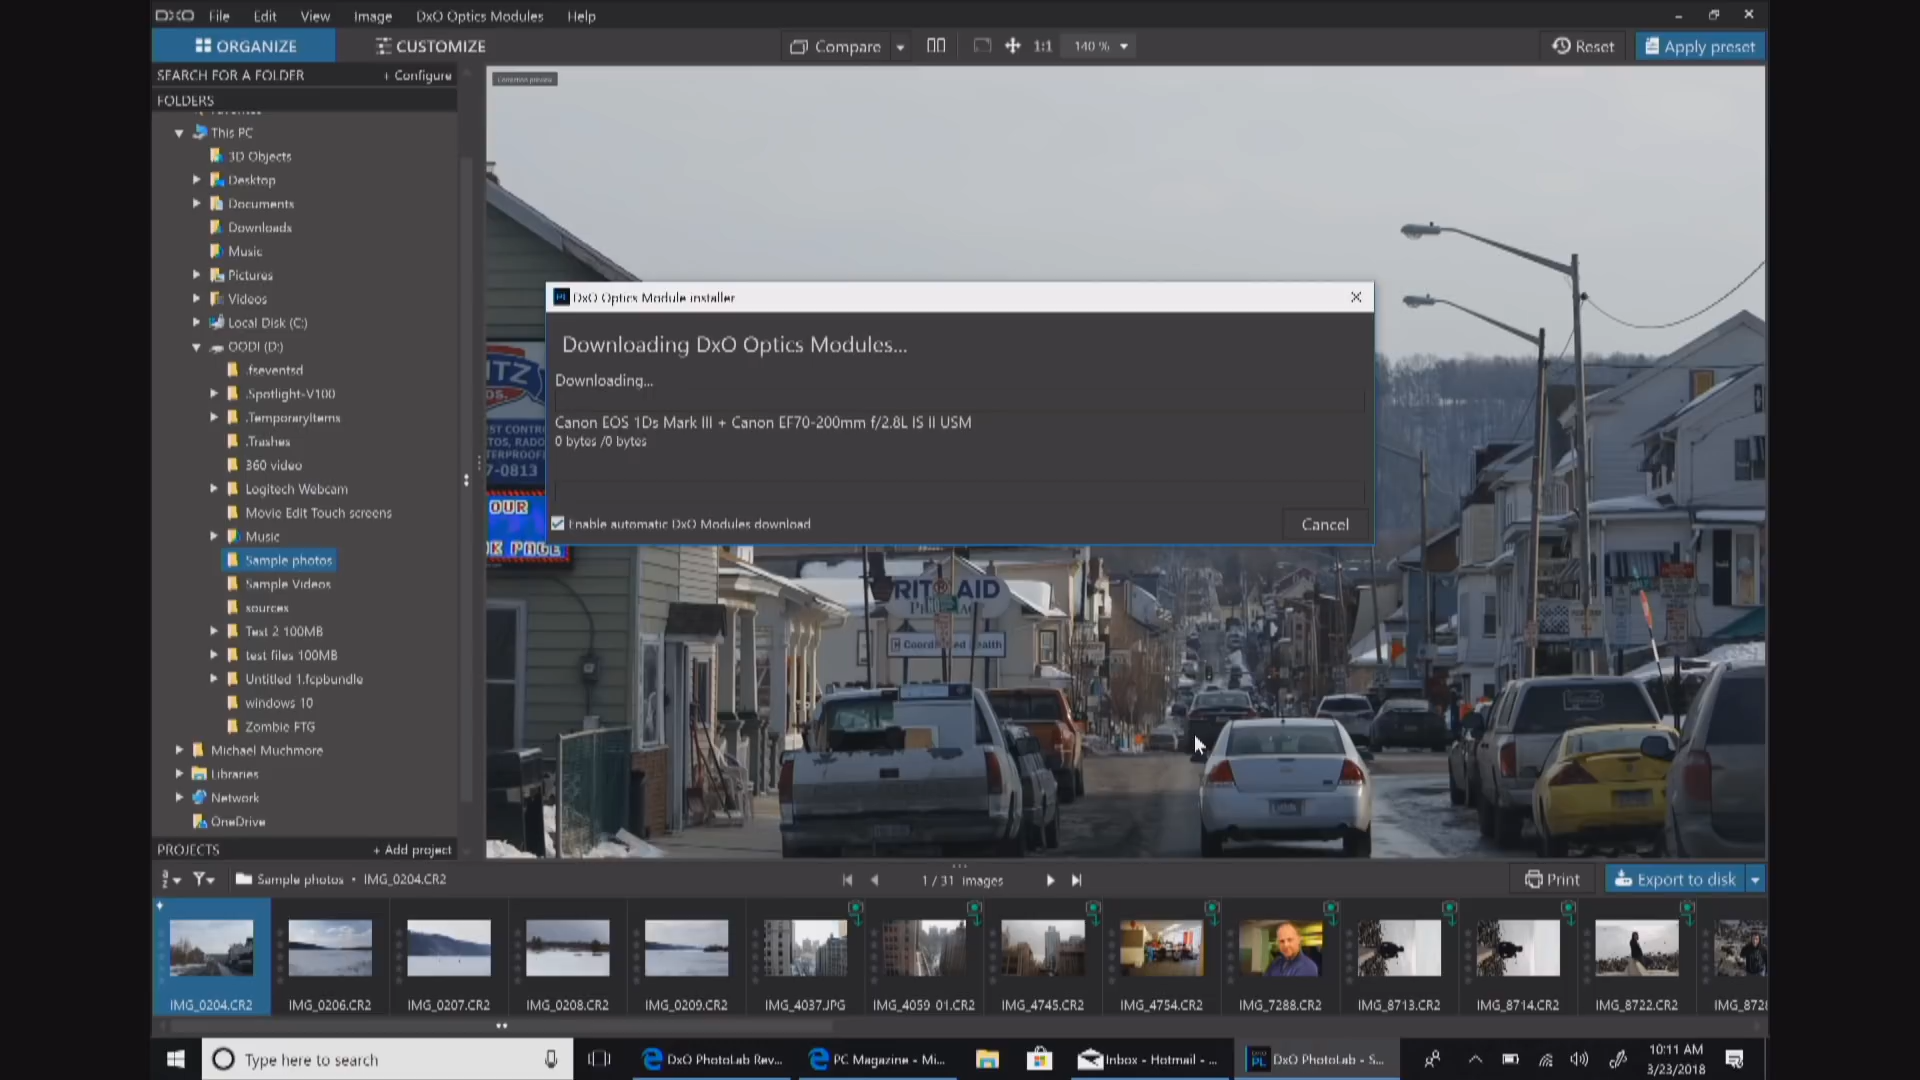 DXO File Edit View Image DxO Optics Modules Help
ORGANIZE CUSTOMIZE Compare 1:1 140 % Reset Apply preset
SEARCH FOR A FOLDER + Configure
FOLDERS
Correction preview
This PC
3D Objects
Desktop
Documents
Downloads
Music
Pictures
Videos
Local Disk (C:)
OODI (D:)
.fseventsd
.Spotlight-V100
.TemporaryItems
.Trashes
360 video
Logitech Webcam
Movie Edit Touch screens
Music
Sample photos
Sample Videos
sources
Text 2 100MB
test files 100MB
Untitled 1.fcpbundle
windows 10
Zombie FTG
Michael Muchmore
Libraries
Network
OneDrive
DxO Optics Module installer
Downloading DxO Optics Modules...
Downloading...
Canon EOS 1Ds Mark III + Canon EF70-200mm f/2.8L IS II USM
0 bytes /0 bytes
Enable automatic DxO Modules download Cancel
7-0813
OUR
K PAGE
RITE AID
PROJECTS + Add project
Sample photos • IMG_0204.CR2 1 / 31 images Print Export to disk
IMG_0204.CR2 IMG_0206.CR2 IMG_0207.CR2 IMG_0208.CR2 IMG_0209.CR2 IMG_4037.JPG IMG_4059 01.CR2 IMG_4745.CR2 IMG_4754.CR2 IMG_7288.CR2 IMG_8713.CR2 IMG_8714.CR2 IMG_8722.CR2 IMG_872
Type here to search DxO PhotoLab Rev... PC Magazine - Mi... Inbox - Hotmail - ... DxO PhotoLab - S... 10:11 AM
3/23/2018